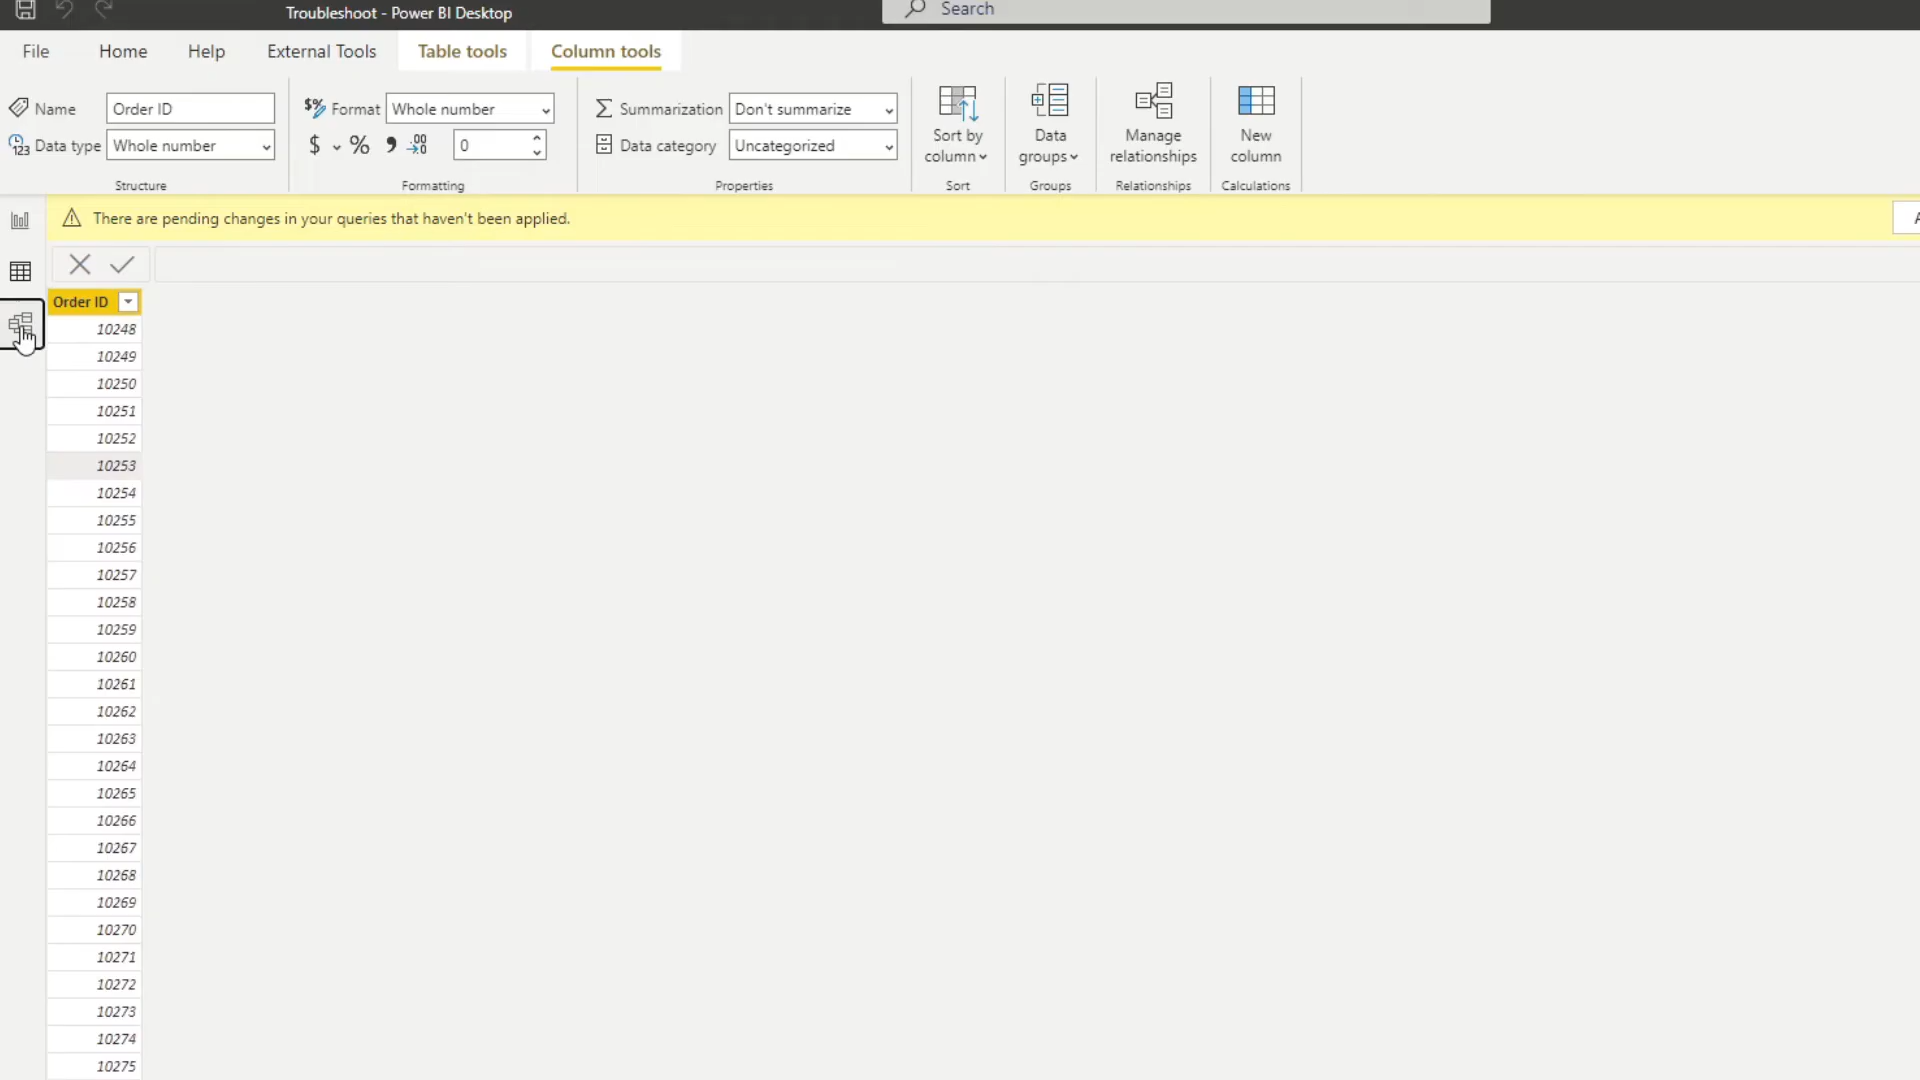 Troubleshoot - Power BI Desktop
Search
File Home Help External Tools Table tools Column tools
Name Order ID
Data type Whole number
Structure
$% Format Whole number
$ % , .00 0
Formatting
Summarization Don't summarize
Data category Uncategorized
Properties
Sort by
column
Sort
Data
groups
Groups
Manage
relationships
Relationships
New
column
Calculations
There are pending changes in your queries that haven't been applied.
Order ID
10248
10249
10250
10251
10252
10253
10254
10255
10256
10257
10258
10259
10260
10261
10262
10263
10264
10265
10266
10267
10268
10269
10270
10271
10272
10273
10274
10275